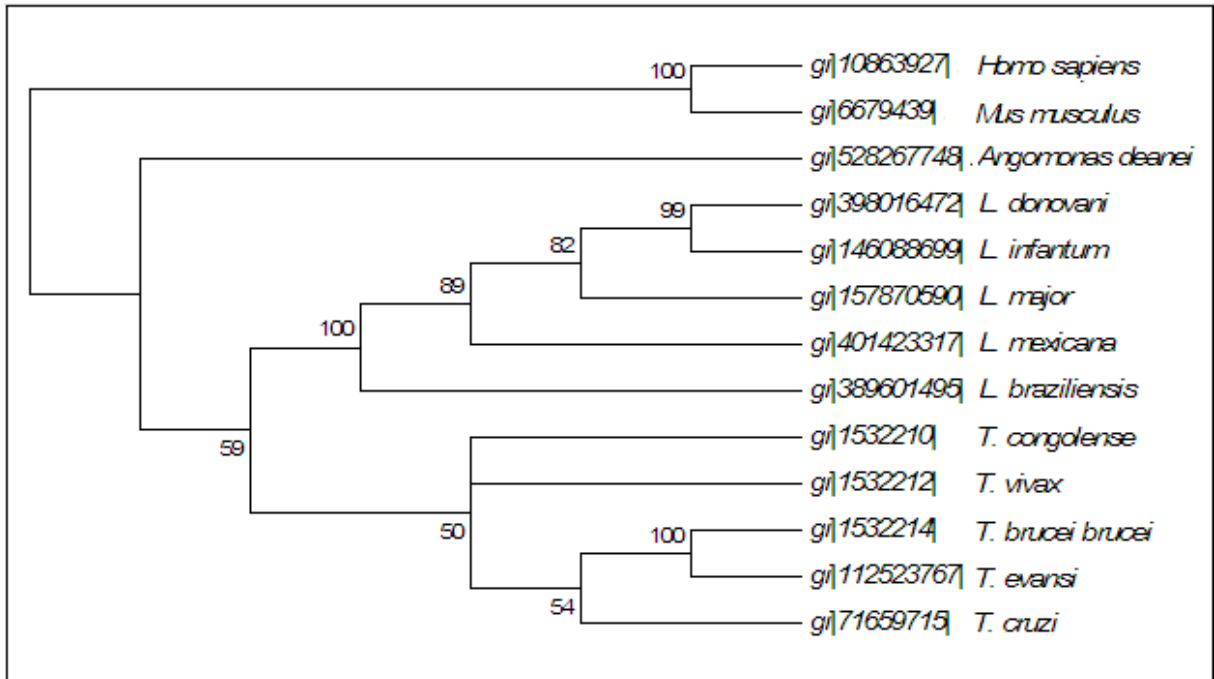 100
gi|10863927| Homo sapiens
gi|6679439| Mus musculus
gi|528267748|. Angomonas deanei
99
gi|398016472| L. donovani
82
gi|146088699| L. infantum
89
gi|157870590| L. major
100
gi|401423317| L. mexicana
gi|389601495| L. braziliensis
59
gi|1532210| T. congolense
gi|1532212| T. vivax
50
100
gi|1532214| T. brucei brucei
gi|112523767| T. evansi
54
gi|71659715| T. cruzi